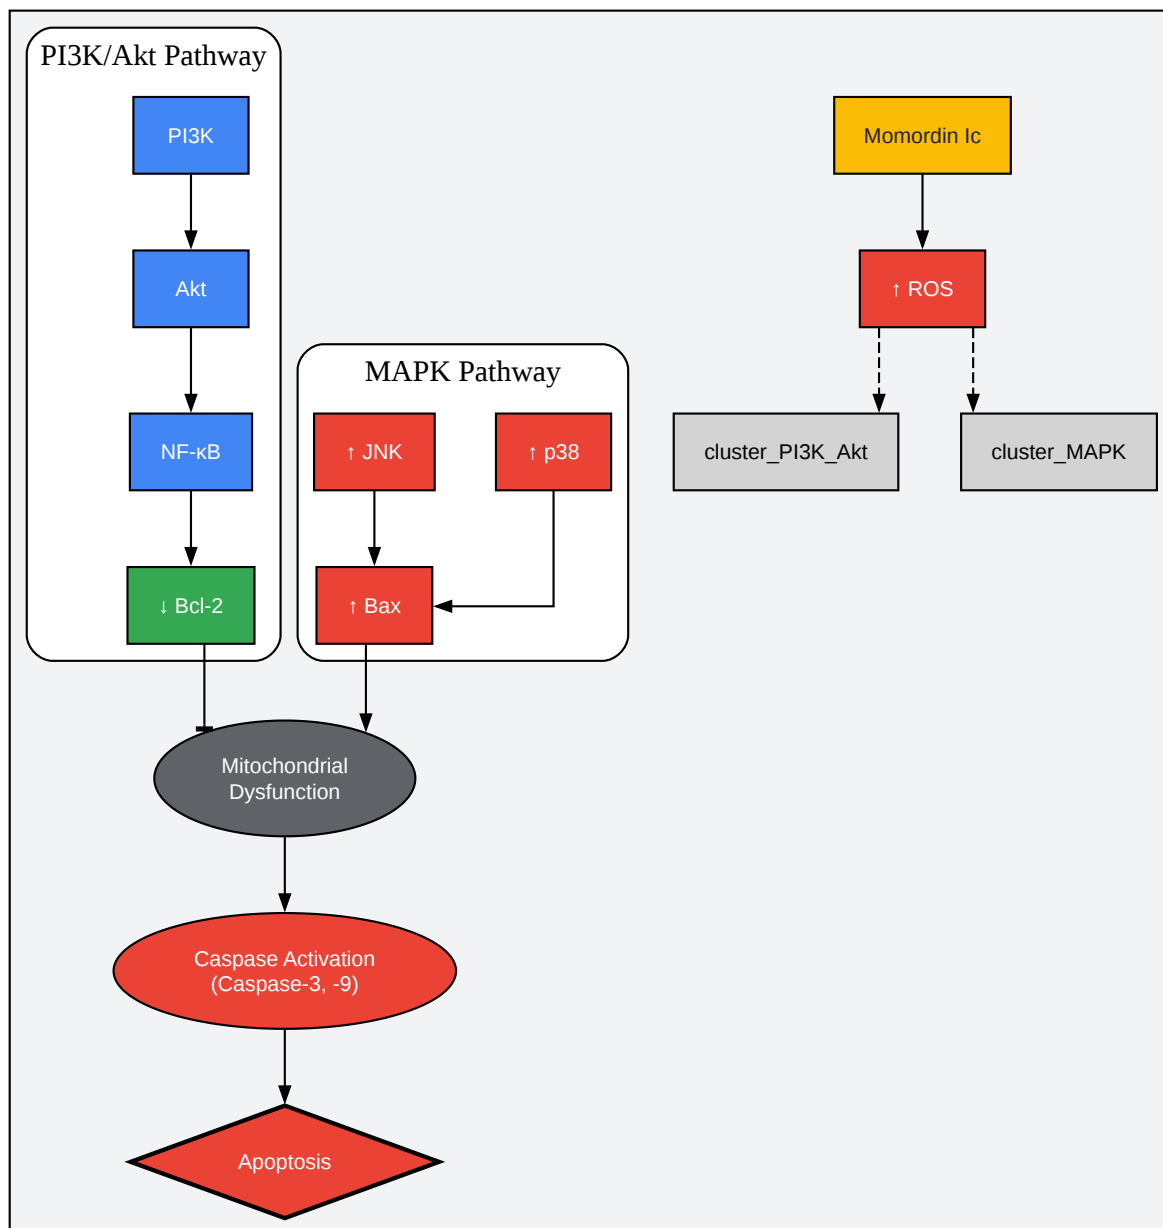 PI3K/Akt Pathway
PI3K
Akt
NF-κB
↓ Bcl-2
MAPK Pathway
↑ JNK
↑ p38
↑ Bax
Mitochondrial
Dysfunction
Caspase Activation
(Caspase-3, -9)
Apoptosis
Momordin Ic
↑ ROS
cluster_PI3K_Akt
cluster_MAPK